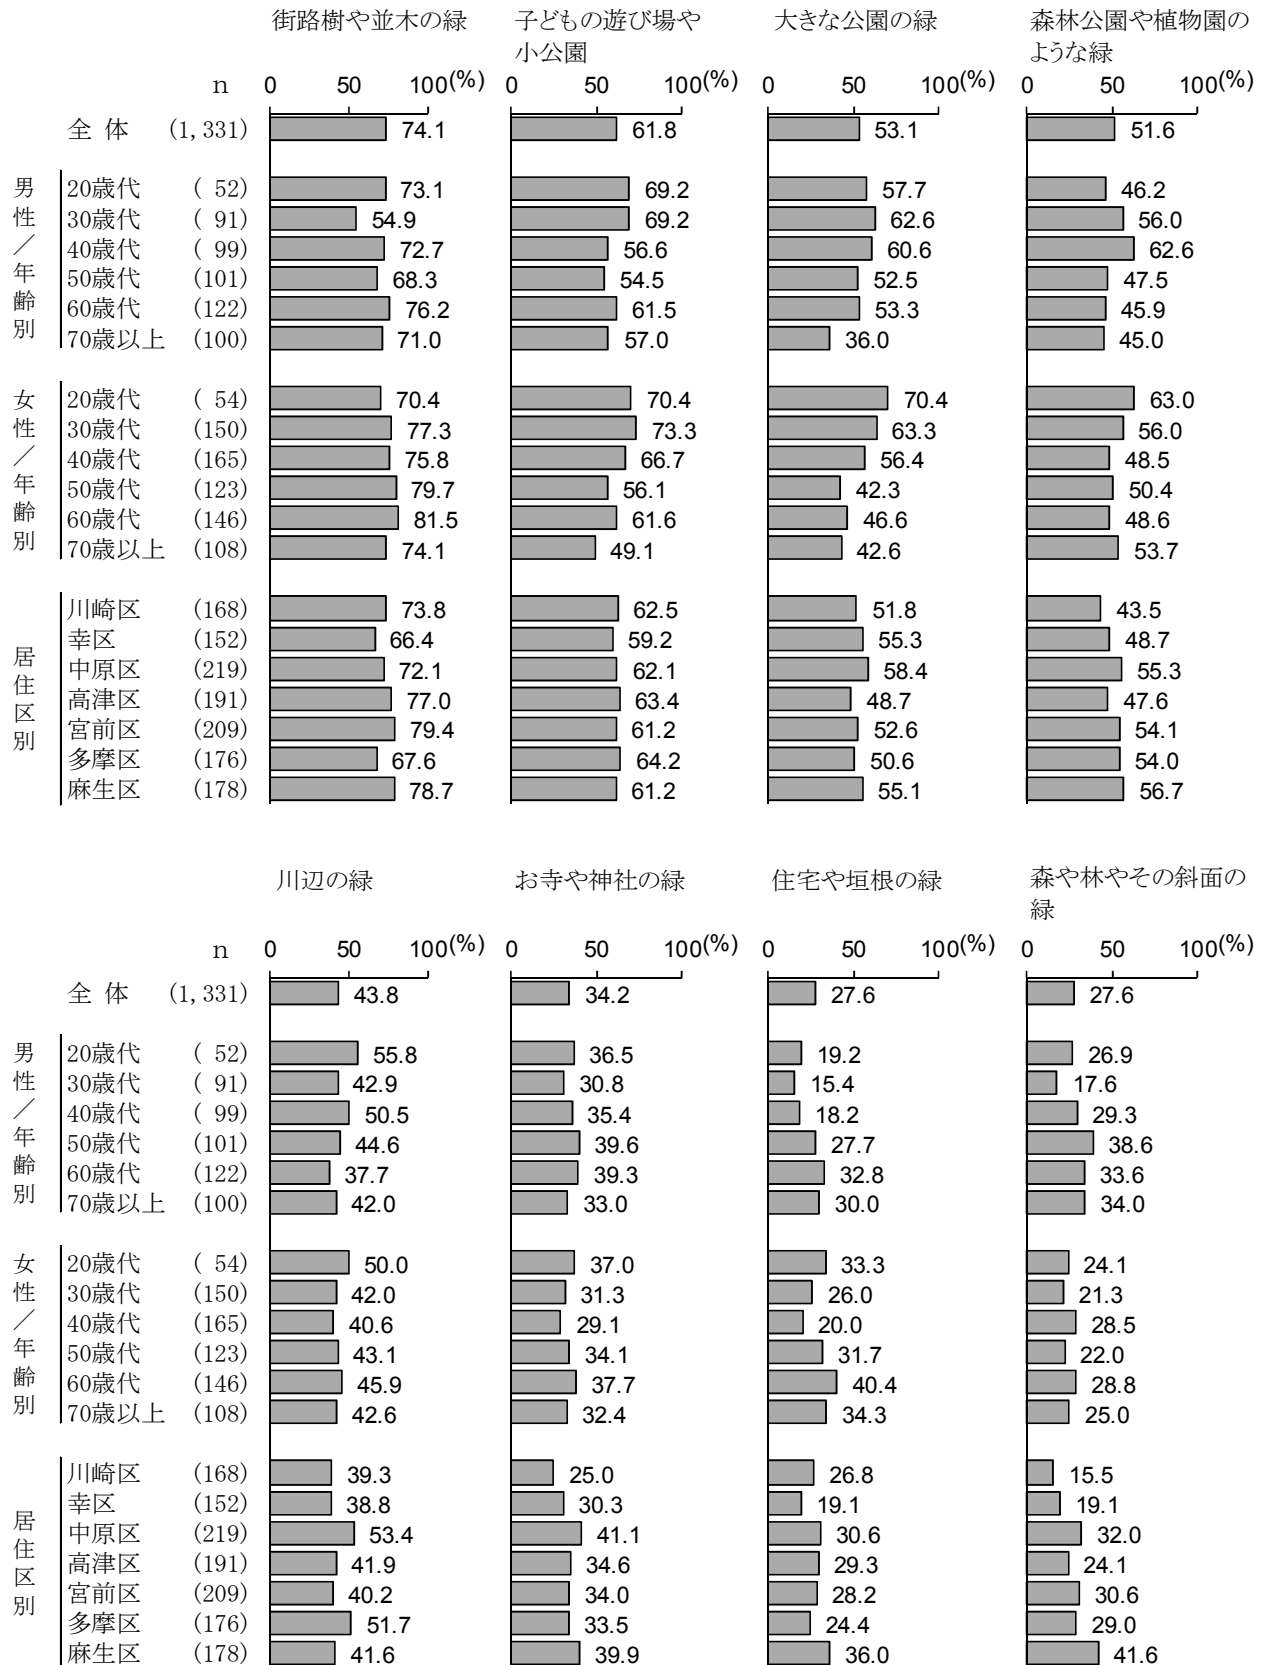 街路樹や並木の緑 子どもの遊び場や 大きな公園の緑 森林公園や植物園の
小公園 ような緑
n 0 50 100(%) 0 50 100(%) 0 50 100(%) 0 50 100(%)
全 体 (1,331) 74.1 61.8 53.1 51.6
男性／年齢別
20歳代 ( 52) 73.1 69.2 57.7 46.2
30歳代 ( 91) 54.9 69.2 62.6 56.0
40歳代 ( 99) 72.7 56.6 60.6 62.6
50歳代 (101) 68.3 54.5 52.5 47.5
60歳代 (122) 76.2 61.5 53.3 45.9
70歳以上 (100) 71.0 57.0 36.0 45.0
女性／年齢別
20歳代 ( 54) 70.4 70.4 70.4 63.0
30歳代 (150) 77.3 73.3 63.3 56.0
40歳代 (165) 75.8 66.7 56.4 48.5
50歳代 (123) 79.7 56.1 42.3 50.4
60歳代 (146) 81.5 61.6 46.6 48.6
70歳以上 (108) 74.1 49.1 42.6 53.7
居住区別
川崎区 (168) 73.8 62.5 51.8 43.5
幸区 (152) 66.4 59.2 55.3 48.7
中原区 (219) 72.1 62.1 58.4 55.3
高津区 (191) 77.0 63.4 48.7 47.6
宮前区 (209) 79.4 61.2 52.6 54.1
多摩区 (176) 67.6 64.2 50.6 54.0
麻生区 (178) 78.7 61.2 55.1 56.7
川辺の緑 お寺や神社の緑 住宅や垣根の緑 森や林やその斜面の
緑
n 0 50 100(%) 0 50 100(%) 0 50 100(%) 0 50 100(%)
全 体 (1,331) 43.8 34.2 27.6 27.6
男性／年齢別
20歳代 ( 52) 55.8 36.5 19.2 26.9
30歳代 ( 91) 42.9 30.8 15.4 17.6
40歳代 ( 99) 50.5 35.4 18.2 29.3
50歳代 (101) 44.6 39.6 27.7 38.6
60歳代 (122) 37.7 39.3 32.8 33.6
70歳以上 (100) 42.0 33.0 30.0 34.0
女性／年齢別
20歳代 ( 54) 50.0 37.0 33.3 24.1
30歳代 (150) 42.0 31.3 26.0 21.3
40歳代 (165) 40.6 29.1 20.0 28.5
50歳代 (123) 43.1 34.1 31.7 22.0
60歳代 (146) 45.9 37.7 40.4 28.8
70歳以上 (108) 42.6 32.4 34.3 25.0
居住区別
川崎区 (168) 39.3 25.0 26.8 15.5
幸区 (152) 38.8 30.3 19.1 19.1
中原区 (219) 53.4 41.1 30.6 32.0
高津区 (191) 41.9 34.6 29.3 24.1
宮前区 (209) 40.2 34.0 28.2 30.6
多摩区 (176) 51.7 33.5 24.4 29.0
麻生区 (178) 41.6 39.9 36.0 41.6